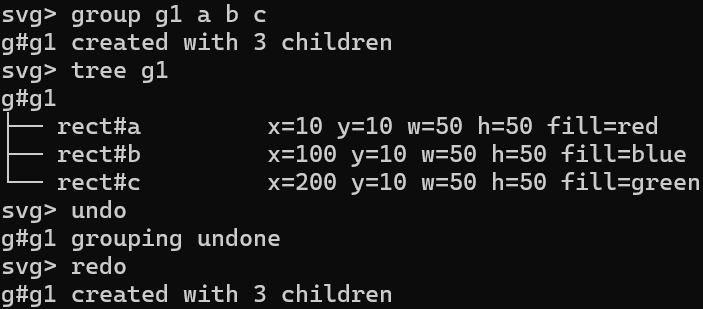 svg> group g1 a b c
g#g1 created with 3 children
svg> tree g1
g#g1
├── rect#a         x=10 y=10 w=50 h=50 fill=red
├── rect#b         x=100 y=10 w=50 h=50 fill=blue
└── rect#c         x=200 y=10 w=50 h=50 fill=green
svg> undo
g#g1 grouping undone
svg> redo
g#g1 created with 3 children